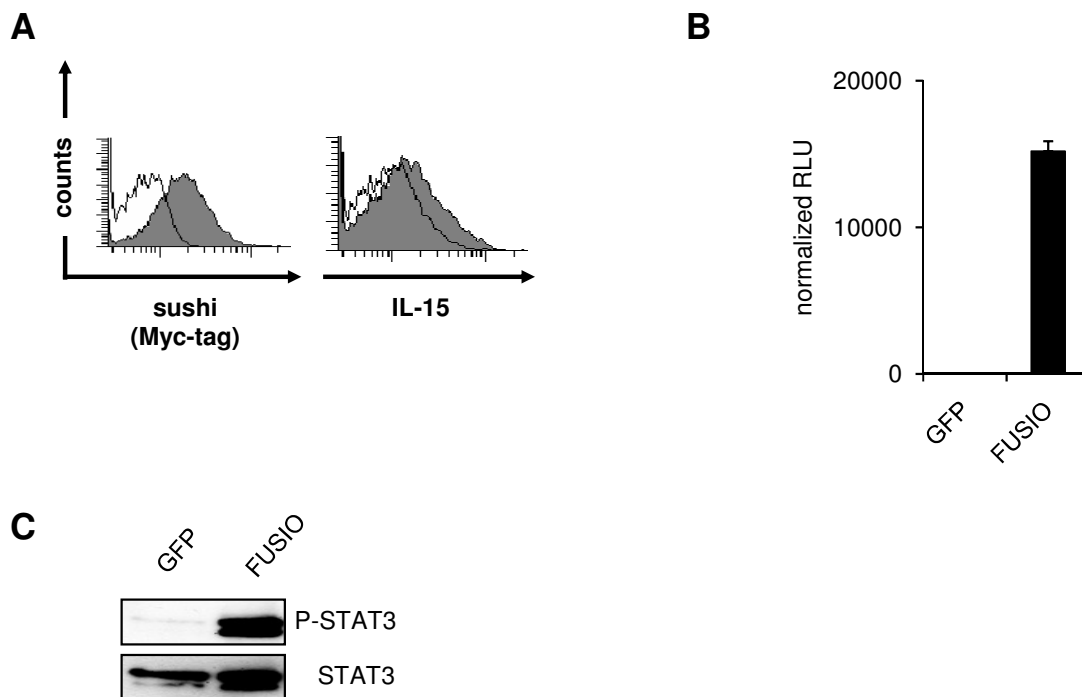 A
counts
sushi
(Myc-tag)
IL-15
B
normalized RLU
20000
10000
0
GFP
FUSIO
C
GFP
FUSIO
P-STAT3
STAT3